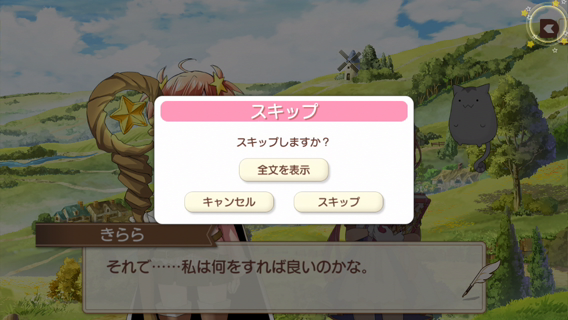 スキップ
スキップしますか？
全文を表示
キャンセル
スキップ
きらら
それで……私は何をすれば良いのかな。